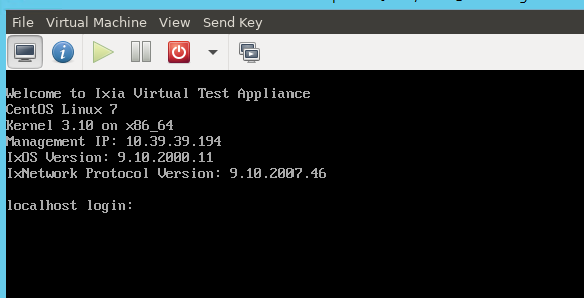 File Virtual Machine View Send Key
Welcome to Ixia Virtual Test Appliance
CentOS Linux 7
Kernel 3.10 on x86_64
Management IP: 10.39.39.194
IxOS Version: 9.10.2000.11
IxNetwork Protocol Version: 9.10.2007.46
localhost login: